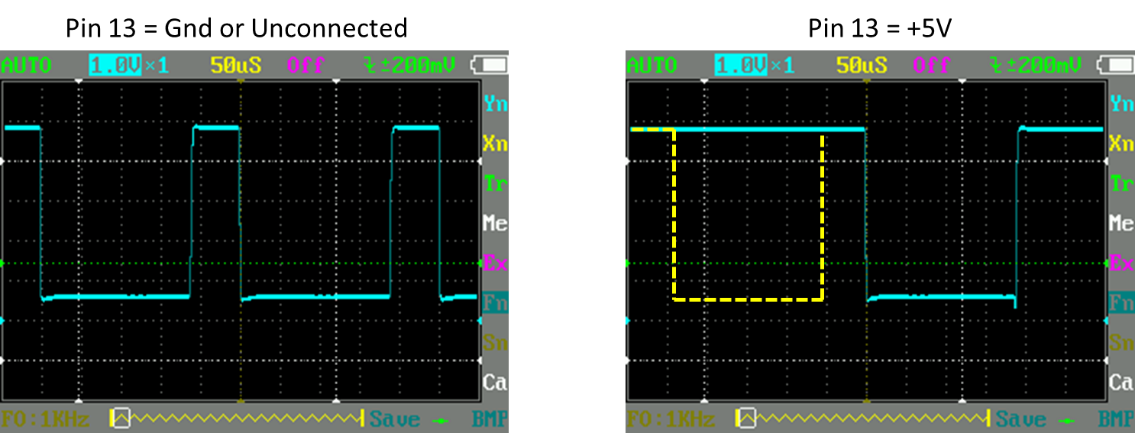 Pin 13 = Gnd or Unconnected
AUTO 1.0V×1 50uS Off ±200mV
Yn
Xn
Tr
Me
Ex
Fn
Sn
Ca
F0:1KHz Save BMP
Pin 13 = +5V
AUTO 1.0V×1 50uS Off ±200mV
Yn
Xn
Tr
Me
Ex
Fn
Sn
Ca
F0:1KHz Save BMP